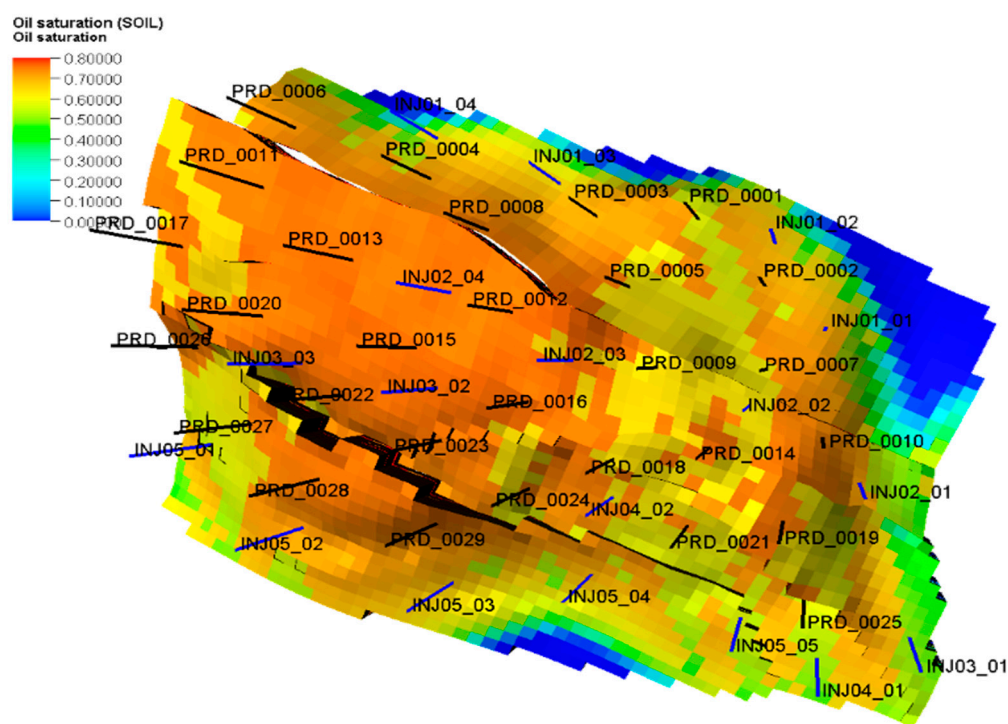 Oil saturation (SOIL)
Oil saturation
0.80000
0.70000
0.60000
0.50000
0.40000
0.30000
0.20000
0.10000
PRD_0006
INJ01_04
PRD_0011
PRD_0004
INJ01_03
PRD_0003
PRD_0001
PRD_0017
PRD_0008
INJ01_02
PRD_0013
PRD_0005
PRD_0002
INJ02_04
PRD_0020
PRD_0012
INJ01_01
PRD_0026
PRD_0015
INJ03_03
INJ02_03
PRD_0009
PRD_0007
PRD_0022
INJ03_02
PRD_0016
INJ02_02
PRD_0027
INJ05_01
PRD_0023
PRD_0010
PRD_0014
PRD_0018
PRD_0028
INJ02_01
PRD_0024
INJ04_02
PRD_0029
PRD_0021
PRD_0019
INJ05_02
INJ05_03
INJ05_04
PRD_0025
INJ05_05
INJ03_01
INJ04_01